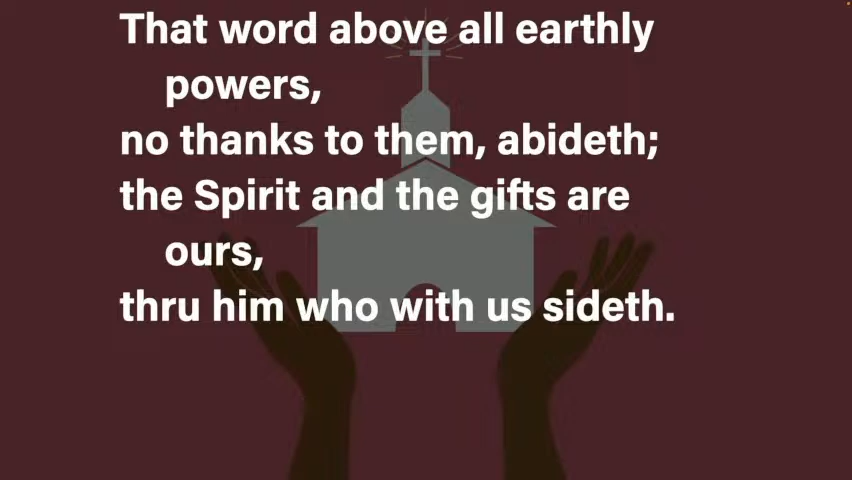 That word above all earthly
powers,
no thanks to them, abideth;
the Spirit and the gifts are
ours,
thru him who with us sideth.